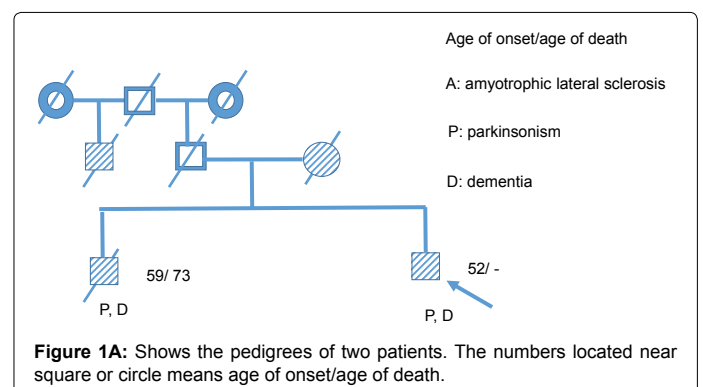 Age of onset/age of death
A: amyotrophic lateral sclerosis
P: parkinsonism
D: dementia
59/ 73
52/ -
P, D
P, D
Figure 1A: Shows the pedigrees of two patients. The numbers located near
square or circle means age of onset/age of death.